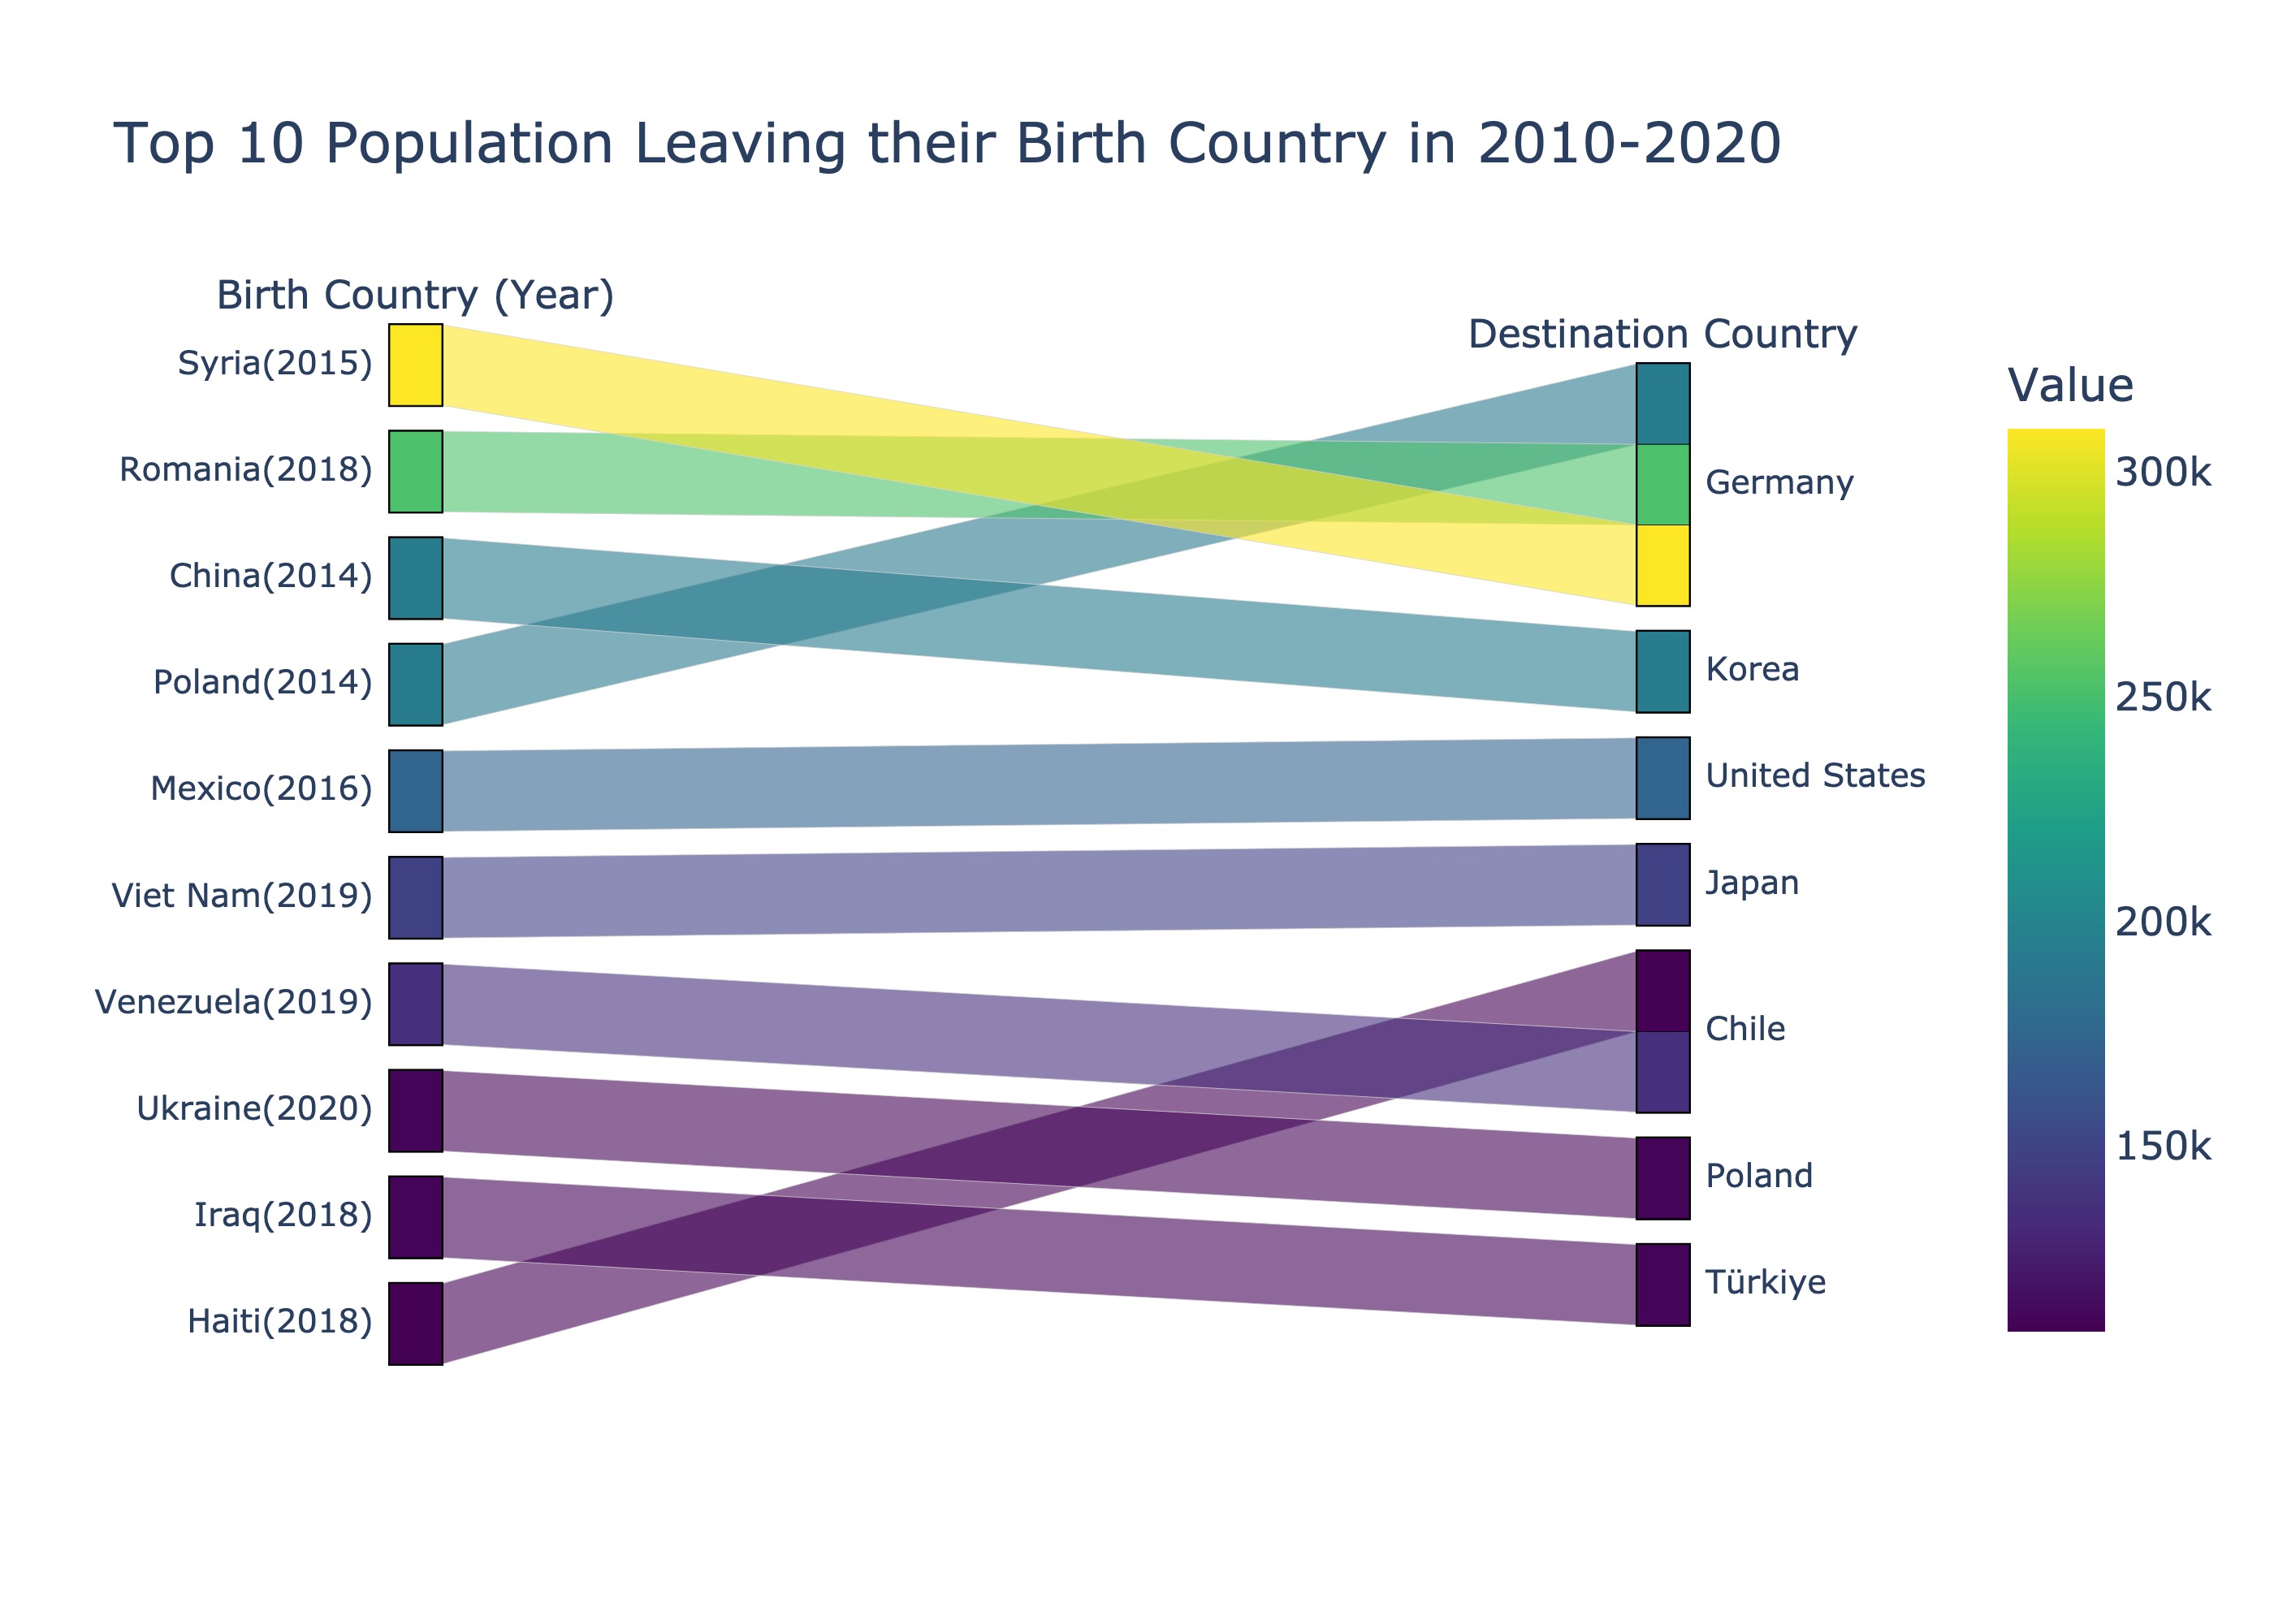 Top 10 Population Leaving their Birth Country in 2010-2020
Birth Country (Year)
Syria(2015)
Romania(2018)
China(2014)
Poland(2014)
Mexico(2016)
Viet Nam(2019)
Venezuela(2019)
Ukraine(2020)
Iraq(2018)
Haiti(2018)
Destination Country
Germany
Korea
United States
Japan
Chile
Poland
Türkiye
Value
300k
250k
200k
150k